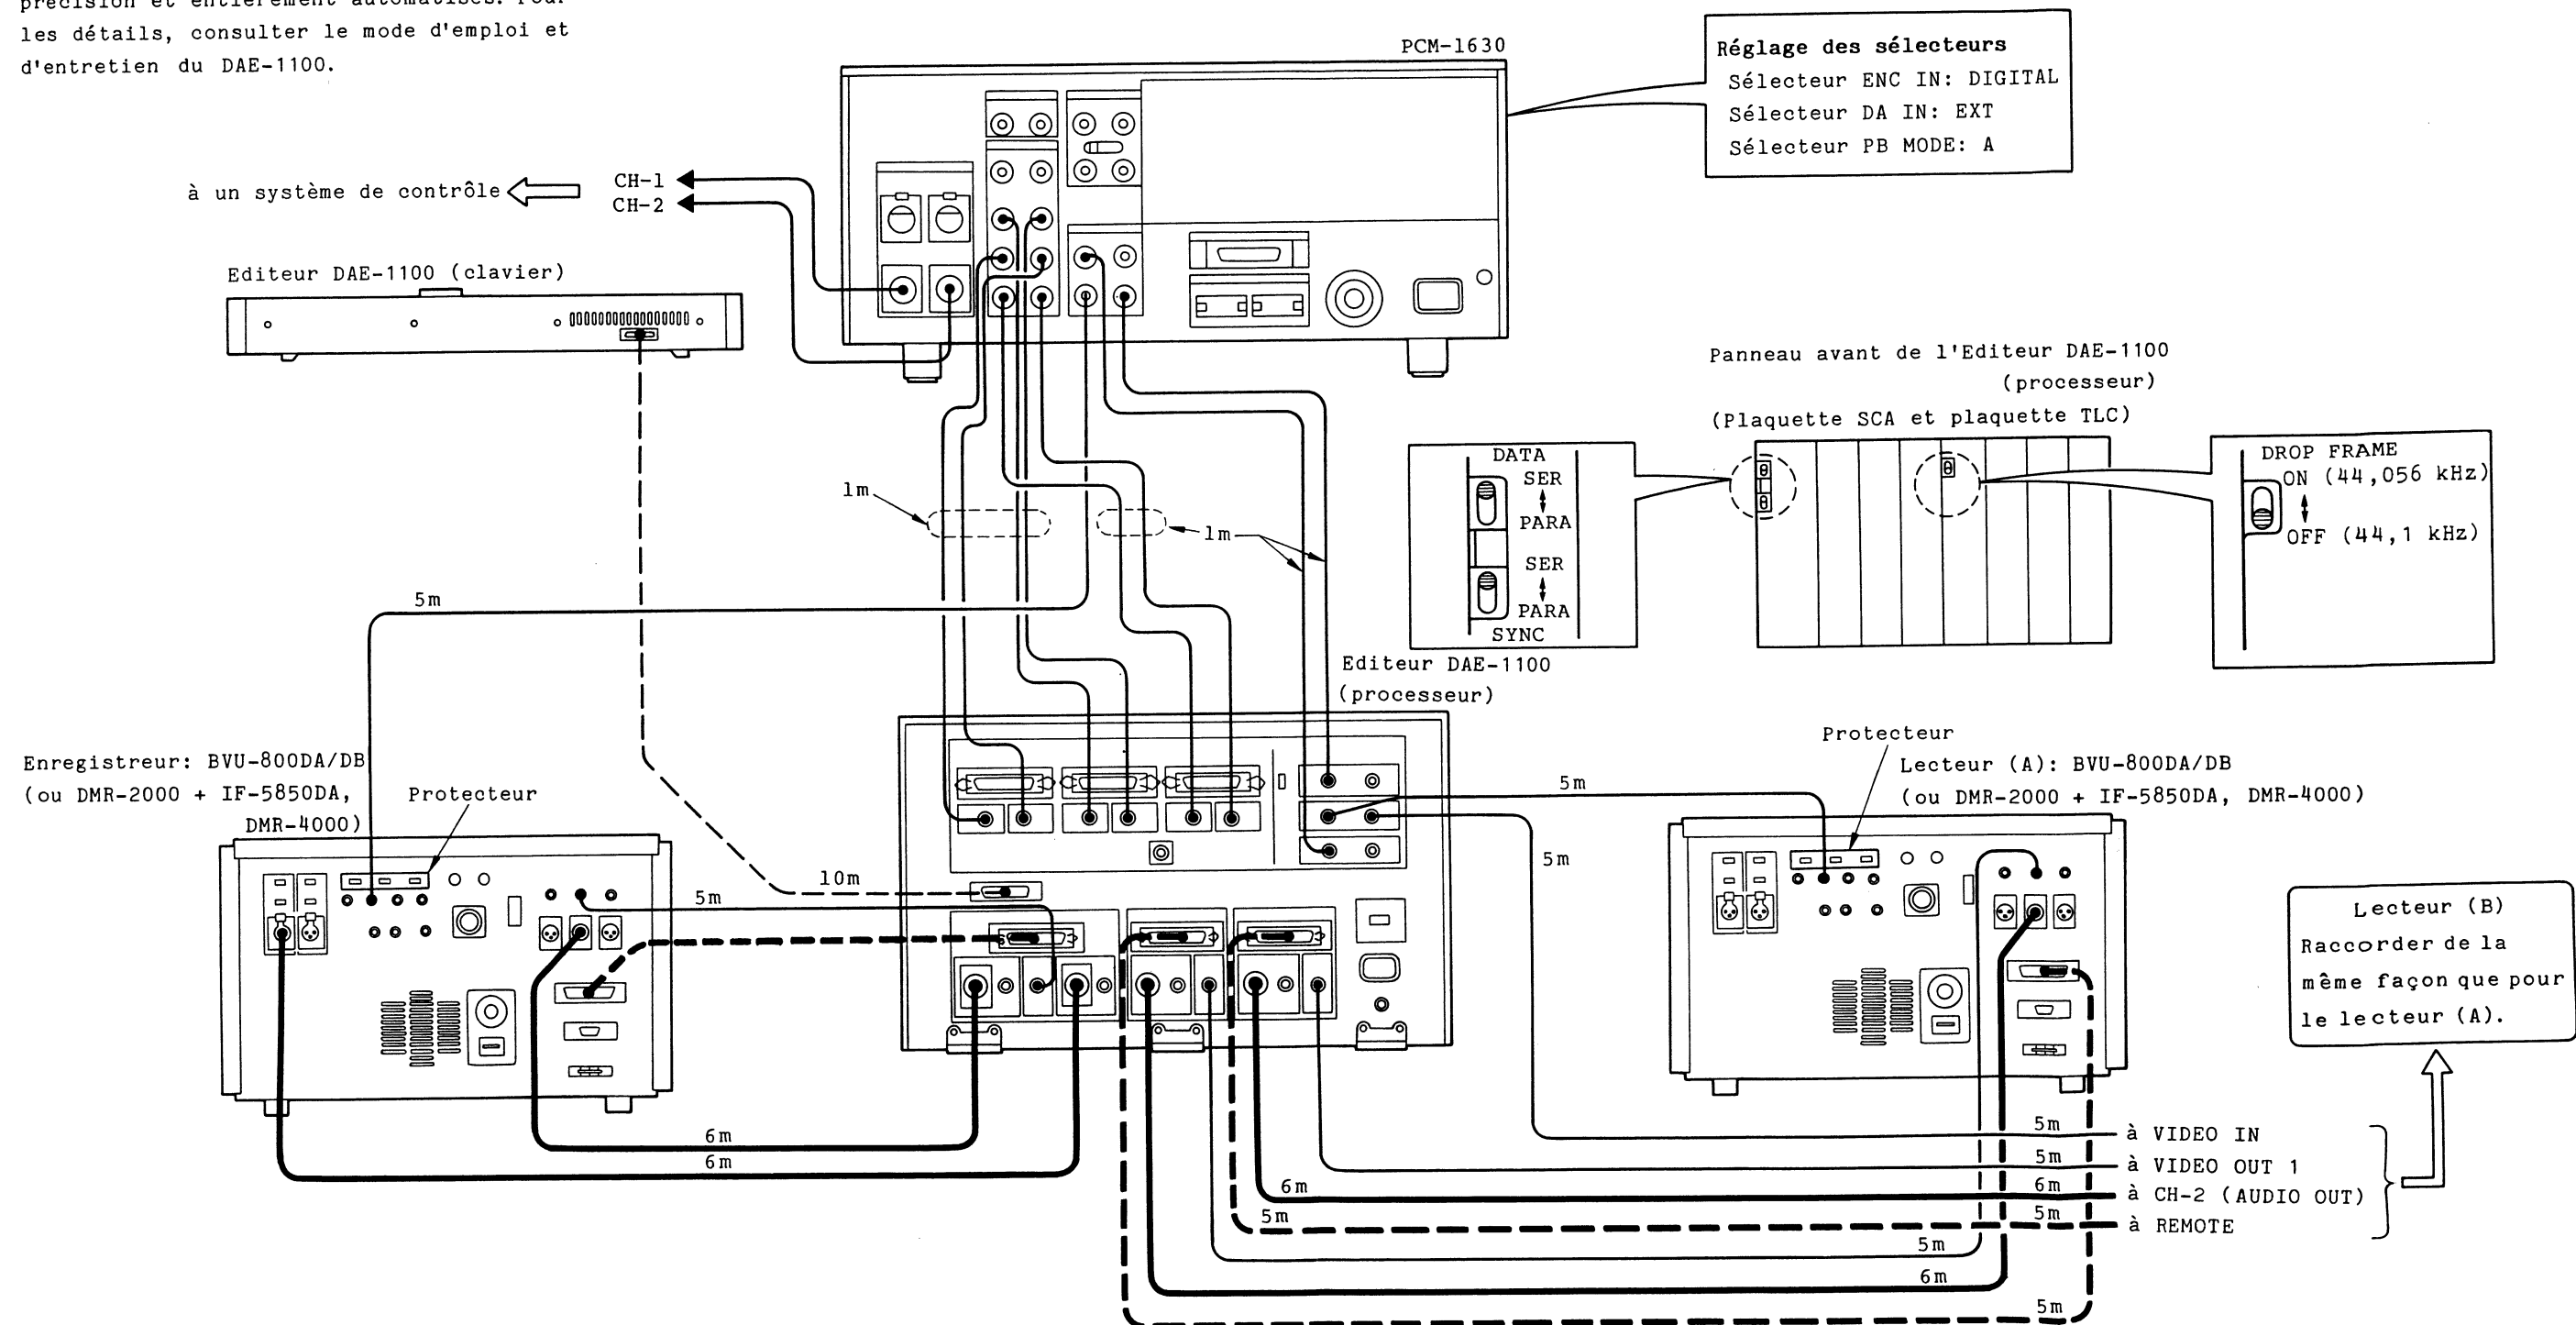 précision et entièrement automatisés. Pour
les détails, consulter le mode d'emploi et
d'entretien du DAE-1100.
PCM-1630
Réglage des sélecteurs
Sélecteur ENC IN: DIGITAL
Sélecteur DA IN: EXT
Sélecteur PB MODE: A
à un système de contrôle
CH-1
CH-2
Editeur DAE-1100 (clavier)
Panneau avant de l'Editeur DAE-1100
(processeur)
(Plaquette SCA et plaquette TLC)
DATA
SER
PARA
SER
PARA
SYNC
DROP FRAME
ON (44,056 kHz)
OFF (44,1 kHz)
1m
1m
5m
Editeur DAE-1100
(processeur)
Enregistreur: BVU-800DA/DB
(ou DMR-2000 + IF-5850DA,
DMR-4000)
Protecteur
Protecteur
Lecteur (A): BVU-800DA/DB
(ou DMR-2000 + IF-5850DA, DMR-4000)
5m
5m
10m
5m
Lecteur (B)
Raccorder de la
même façon que pour
le lecteur (A).
6m
6m
5m
à VIDEO IN
5m
à VIDEO OUT 1
6m
6m
à CH-2 (AUDIO OUT)
5m
5m
à REMOTE
5m
6m
5m